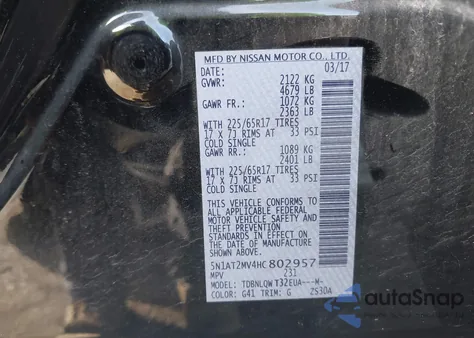 MFD BY NISSAN MOTOR CO., LTD.
DATE: 03/17
GVWR: 2122 KG
4679 LB
GAWR FR.: 1072 KG
2363 LB
WITH 225/65R17 TIRES
17 X 7J RIMS AT 33 PSI
COLD SINGLE
GAWR RR.: 1089 KG
2401 LB
WITH 225/65R17 TIRES
17 X 7J RIMS AT 33 PSI
COLD SINGLE
THIS VEHICLE CONFORMS TO
ALL APPLICABLE FEDERAL
MOTOR VEHICLE SAFETY
STANDARDS IN EFFECT ON
THE DATE OF MANUFACTURE
SHOWN ABOVE.
5N1AT2MV4HC802957
MPV Z31
MODEL: TDBNLQW T32EUA---W-
COLOR: G41 TRIM: G ZS30A
autoSnap